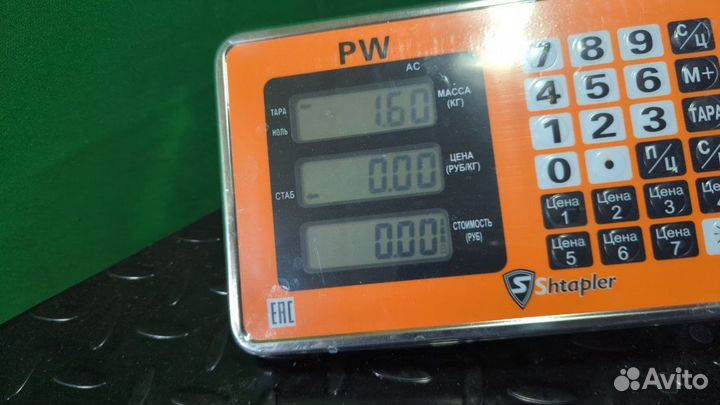 PW
AC
ТАРА
НОЛЬ
1.60
МАССА
(КГ)
СТАБ
0.00
ЦЕНА
(РУБ/КГ)
0.00
СТОИМОСТЬ
(РУБ)
7 8 9 С/Ц
4 5 6 М+
1 2 3 ТАРА
0 . П/Ц С/
Цена 1 Цена 2 Цена 3
Цена 5 Цена 6 Цена 7
EAC
S Shtapler
Avito